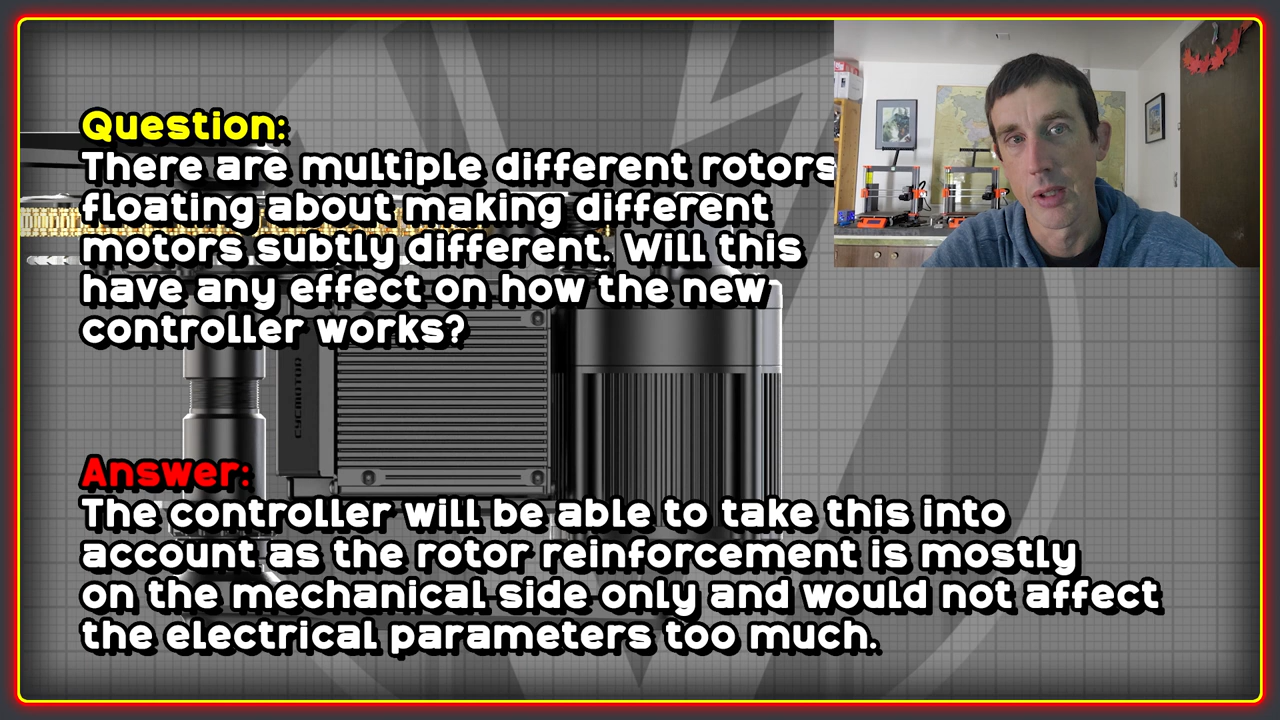 Question:
There are multiple different rotors
floating about making different
motors subtly different. Will this
have any effect on how the new
controller works?
CYCMOTOR
Answer:
The controller will be able to take this into
account as the rotor reinforcement is mostly
on the mechanical side only and would not affect
the electrical parameters too much.